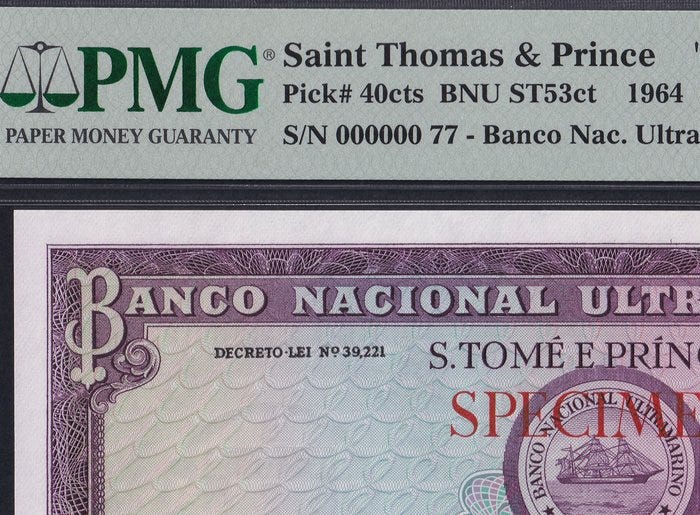 PMG® Saint Thomas & Prince
Pick# 40cts BNU ST53ct 1964
PAPER MONEY GUARANTY S/N 000000 77 - Banco Nac. Ultra
BANCO NACIONAL ULTR
DECRETO-LEI Nº 39,221 S. TOMÉ E PRÍN
SPECIME
BANCO NACIONAL ULTRAMARINO